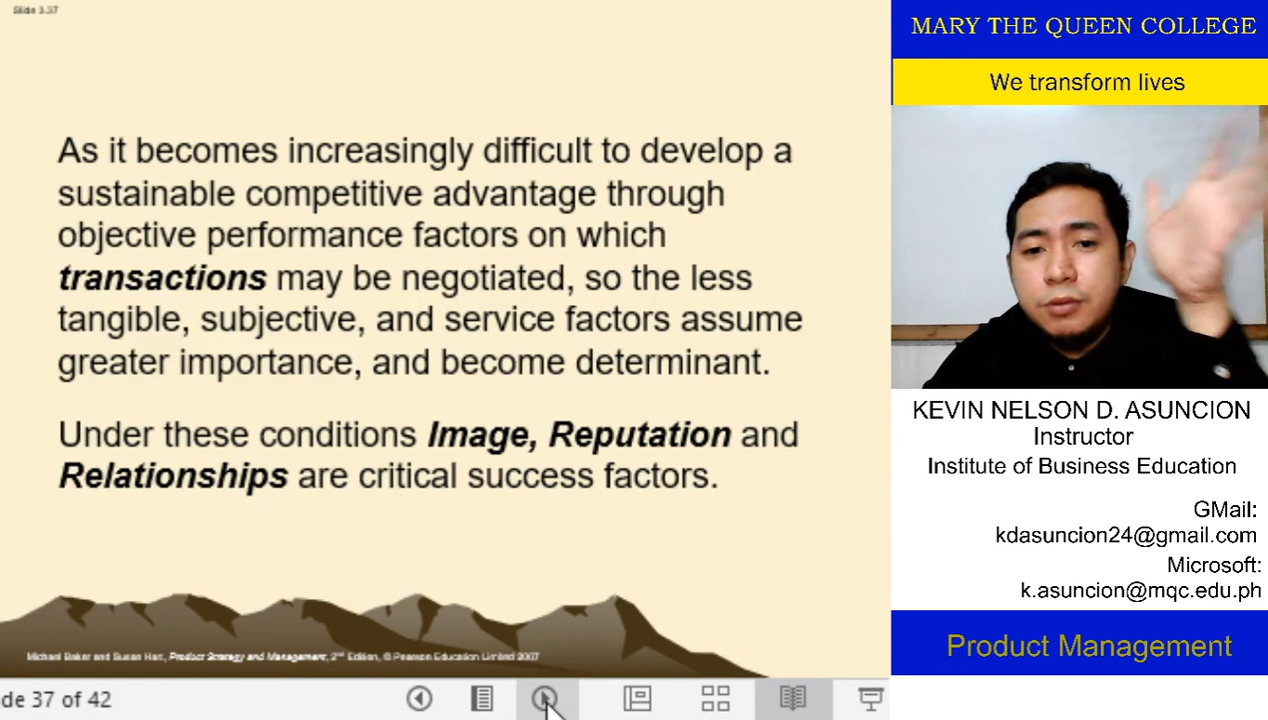 Slide 3.37
As it becomes increasingly difficult to develop a
sustainable competitive advantage through
objective performance factors on which
transactions may be negotiated, so the less
tangible, subjective, and service factors assume
greater importance, and become determinant.
Under these conditions Image, Reputation and
Relationships are critical success factors.
Michael Baker and Susan Hart, Product Strategy and Management, 2nd Edition, © Pearson Education Limited 2007
de 37 of 42
MARY THE QUEEN COLLEGE
We transform lives
KEVIN NELSON D. ASUNCION
Instructor
Institute of Business Education
GMail:
kdasuncion24@gmail.com
Microsoft:
k.asuncion@mqc.edu.ph
Product Management